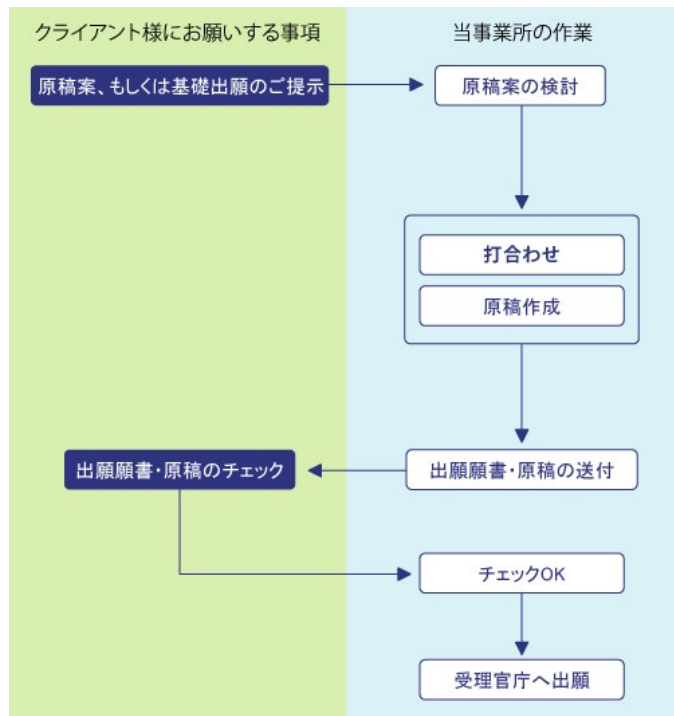 クライアント様にお願いする事項
当事業所の作業
原稿案、もしくは基礎出願のご提示
原稿案の検討
打合わせ
原稿作成
出願願書・原稿のチェック
出願願書・原稿の送付
チェックOK
受理官庁へ出願